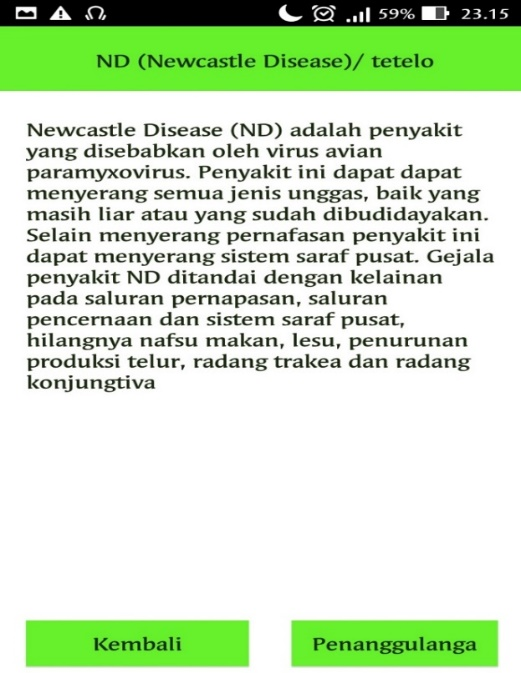 59% 23.15
ND (Newcastle Disease)/ tetelo
Newcastle Disease (ND) adalah penyakit
yang disebabkan oleh virus avian
paramyxovirus. Penyakit ini dapat dapat
menyerang semua jenis unggas, baik yang
masih liar atau yang sudah dibudidayakan.
Selain menyerang pernafasan penyakit ini
dapat menyerang sistem saraf pusat. Gejala
penyakit ND ditandai dengan kelainan
pada saluran pernapasan, saluran
pencernaan dan sistem saraf pusat,
hilangnya nafsu makan, lesu, penurunan
produksi telur, radang trakea dan radang
konjungtiva
Kembali
Penanggulanga